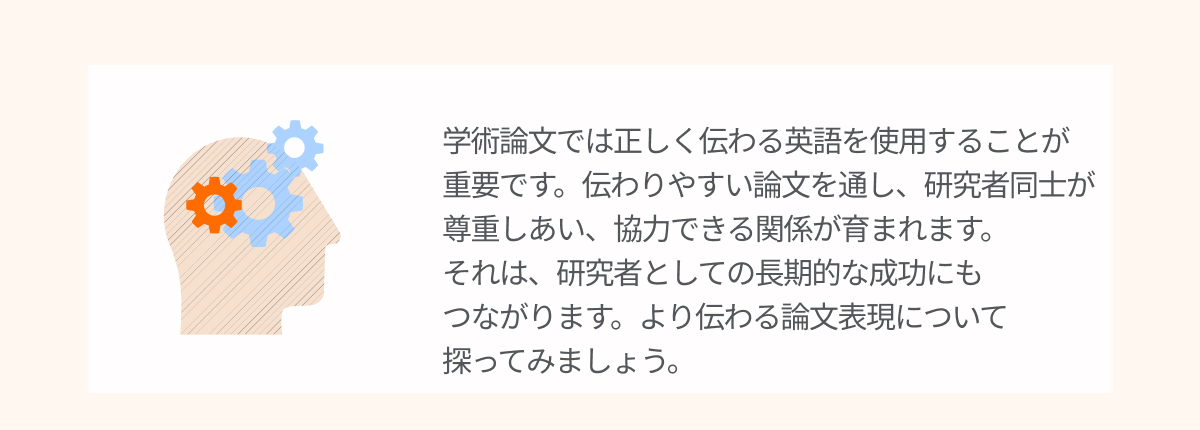 学術論文では正しく伝わる英語を使用することが
重要です。伝わりやすい論文を通し、研究者同士が
尊重しあい、協力できる関係が育まれます。
それは、研究者としての長期的な成功にも
つながります。より伝わる論文表現について
探ってみましょう。